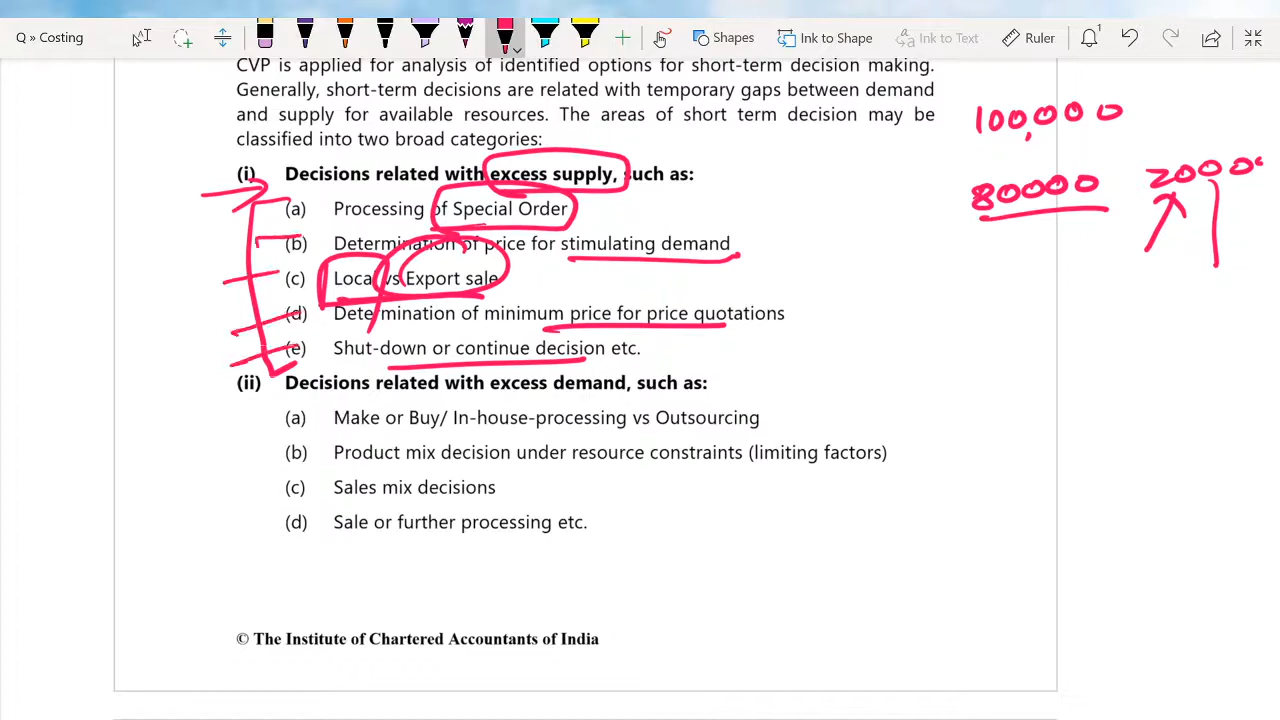 Q » Costing
Shapes
Ink to Shape
Ink to Text
Ruler
1
CVP is applied for analysis of identified options for short-term decision making.
Generally, short-term decisions are related with temporary gaps between demand
and supply for available resources. The areas of short term decision may be
classified into two broad categories:
100,000
(i) Decisions related with excess supply, such as:
80000 20000
(a) Processing of Special Order
(b) Determination of price for stimulating demand
(c) Local vs Export sale
(d) Determination of minimum price for price quotations
(e) Shut-down or continue decision etc.
(ii) Decisions related with excess demand, such as:
(a) Make or Buy/ In-house-processing vs Outsourcing
(b) Product mix decision under resource constraints (limiting factors)
(c) Sales mix decisions
(d) Sale or further processing etc.
© The Institute of Chartered Accountants of India